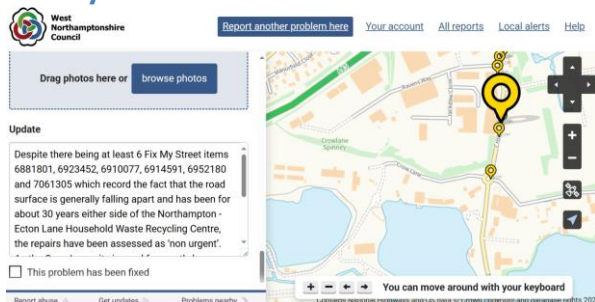 West
Northamptonshire
Council
Report another problem here Your account All reports Local alerts Help
Drag photos here or browse photos
Update
Despite there being at least 6 Fix My Street items
6881801, 6923452, 6910077, 6914591, 6952180
and 7061305 which record the fact that the road
surface is generally falling apart and has been for
about 30 years either side of the Northampton -
Ecton Lane Household Waste Recycling Centre,
the repairs have been assessed as 'non urgent'.
This problem has been fixed
Report abuse Get updates Problems nearby
Crowlane
Spinney
Crow Lane
+ − ← → You can move around with your keyboard